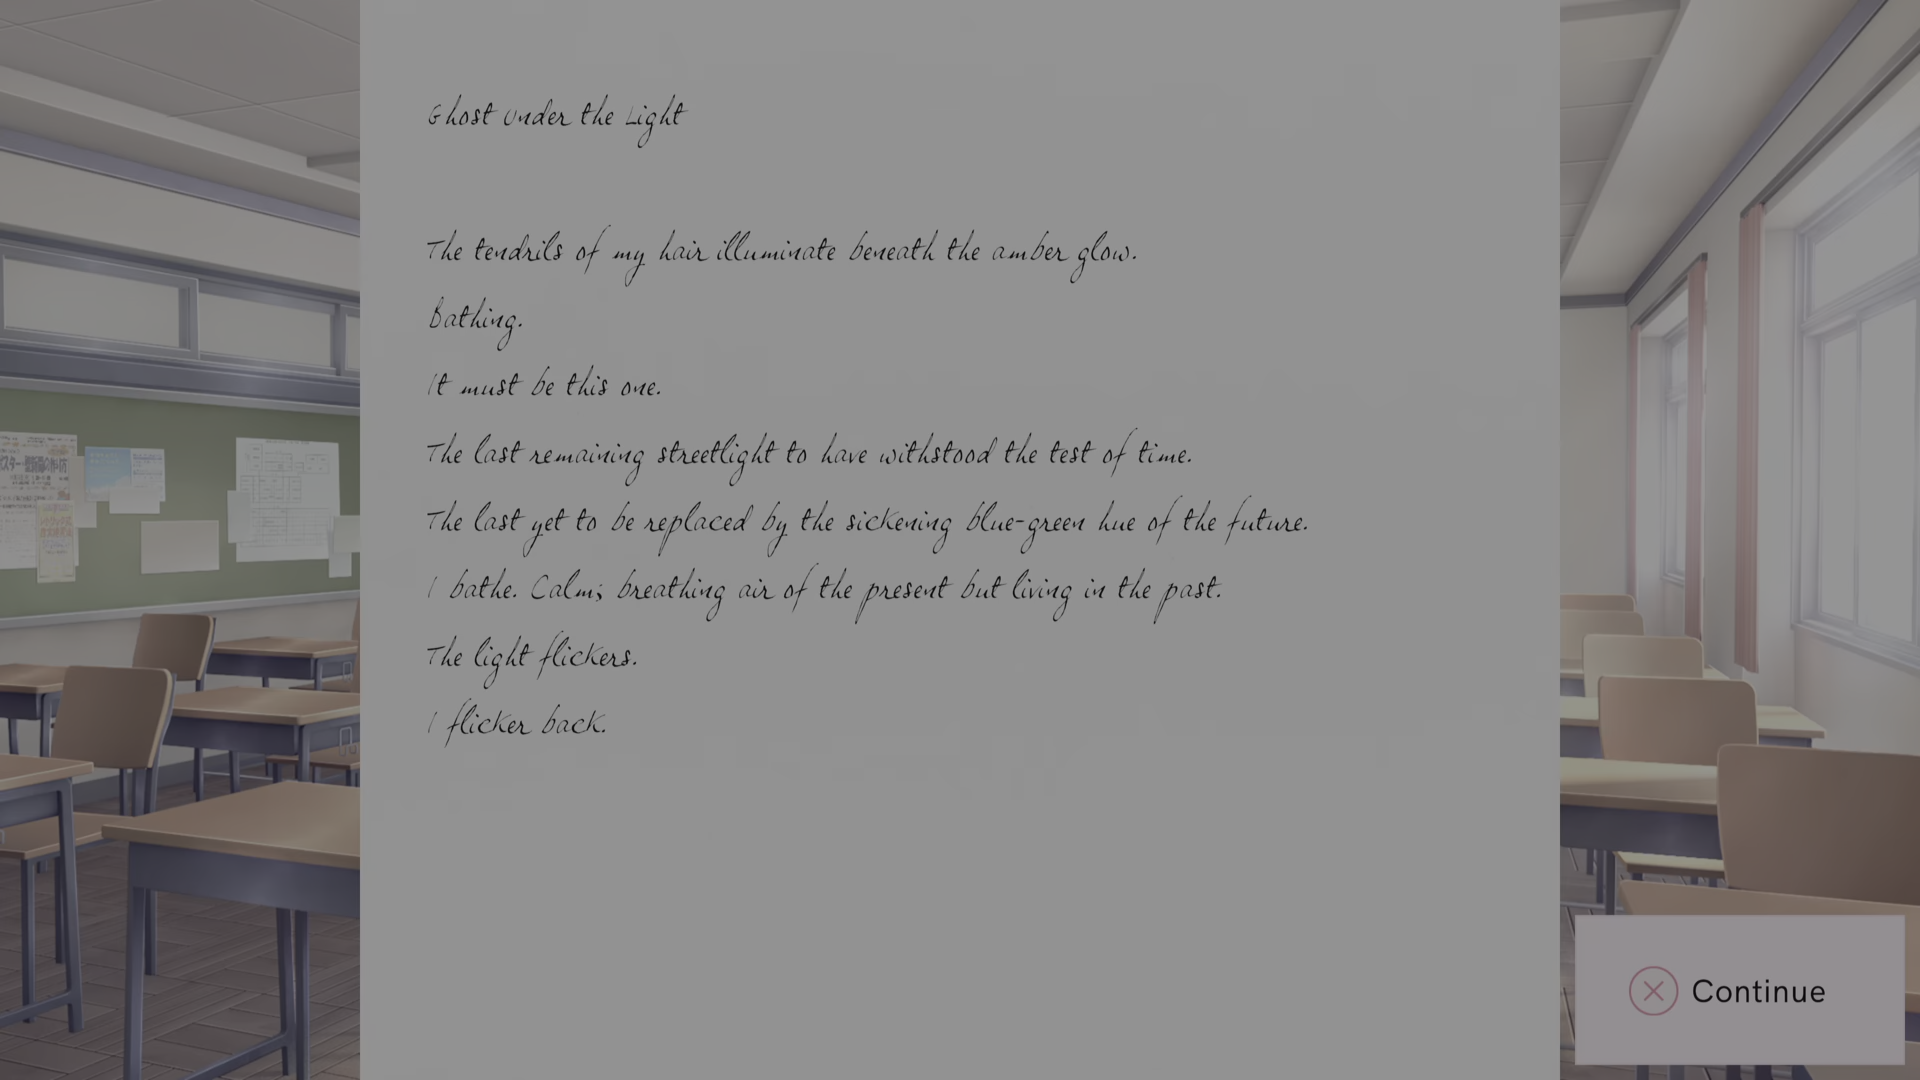 Ghost Under the Light
The tendrils of my hair illuminate beneath the amber glow.
Bathing.
It must be this one.
The last remaining streetlight to have withstood the test of time.
The last yet to be replaced by the sickening blue-green hue of the future.
I bathe. Calm; breathing air of the present but living in the past.
The light flickers.
I flicker back.
Continue